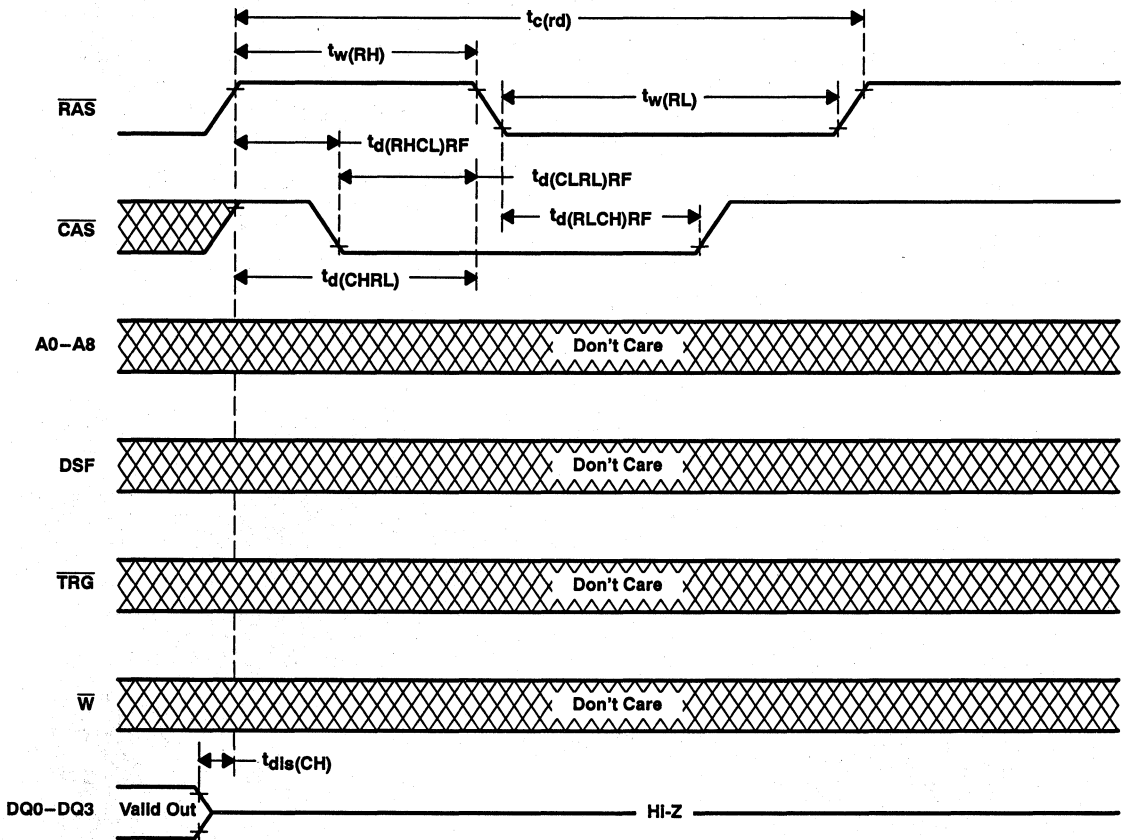 tc(rd)
tw(RH)
RAS
tw(RL)
td(RHCL)RF
td(CLRL)RF
CAS
td(RLCH)RF
td(CHRL)
A0–A8
Don't Care
DSF
Don't Care
TRG
Don't Care
W
Don't Care
tdis(CH)
DQ0–DQ3
Valid Out
Hi-Z